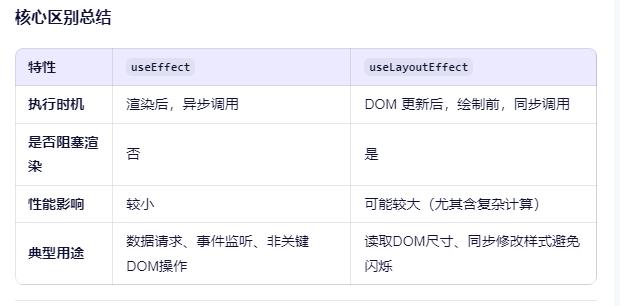 核心区别总结
特性 useEffect useLayoutEffect
执行时机 渲染后，异步调用 DOM 更新后，绘制前，同步调用
是否阻塞渲染 否 是
性能影响 较小 可能较大（尤其含复杂计算）
典型用途 数据请求、事件监听、非关键 读取DOM尺寸、同步修改样式避免
DOM操作 闪烁